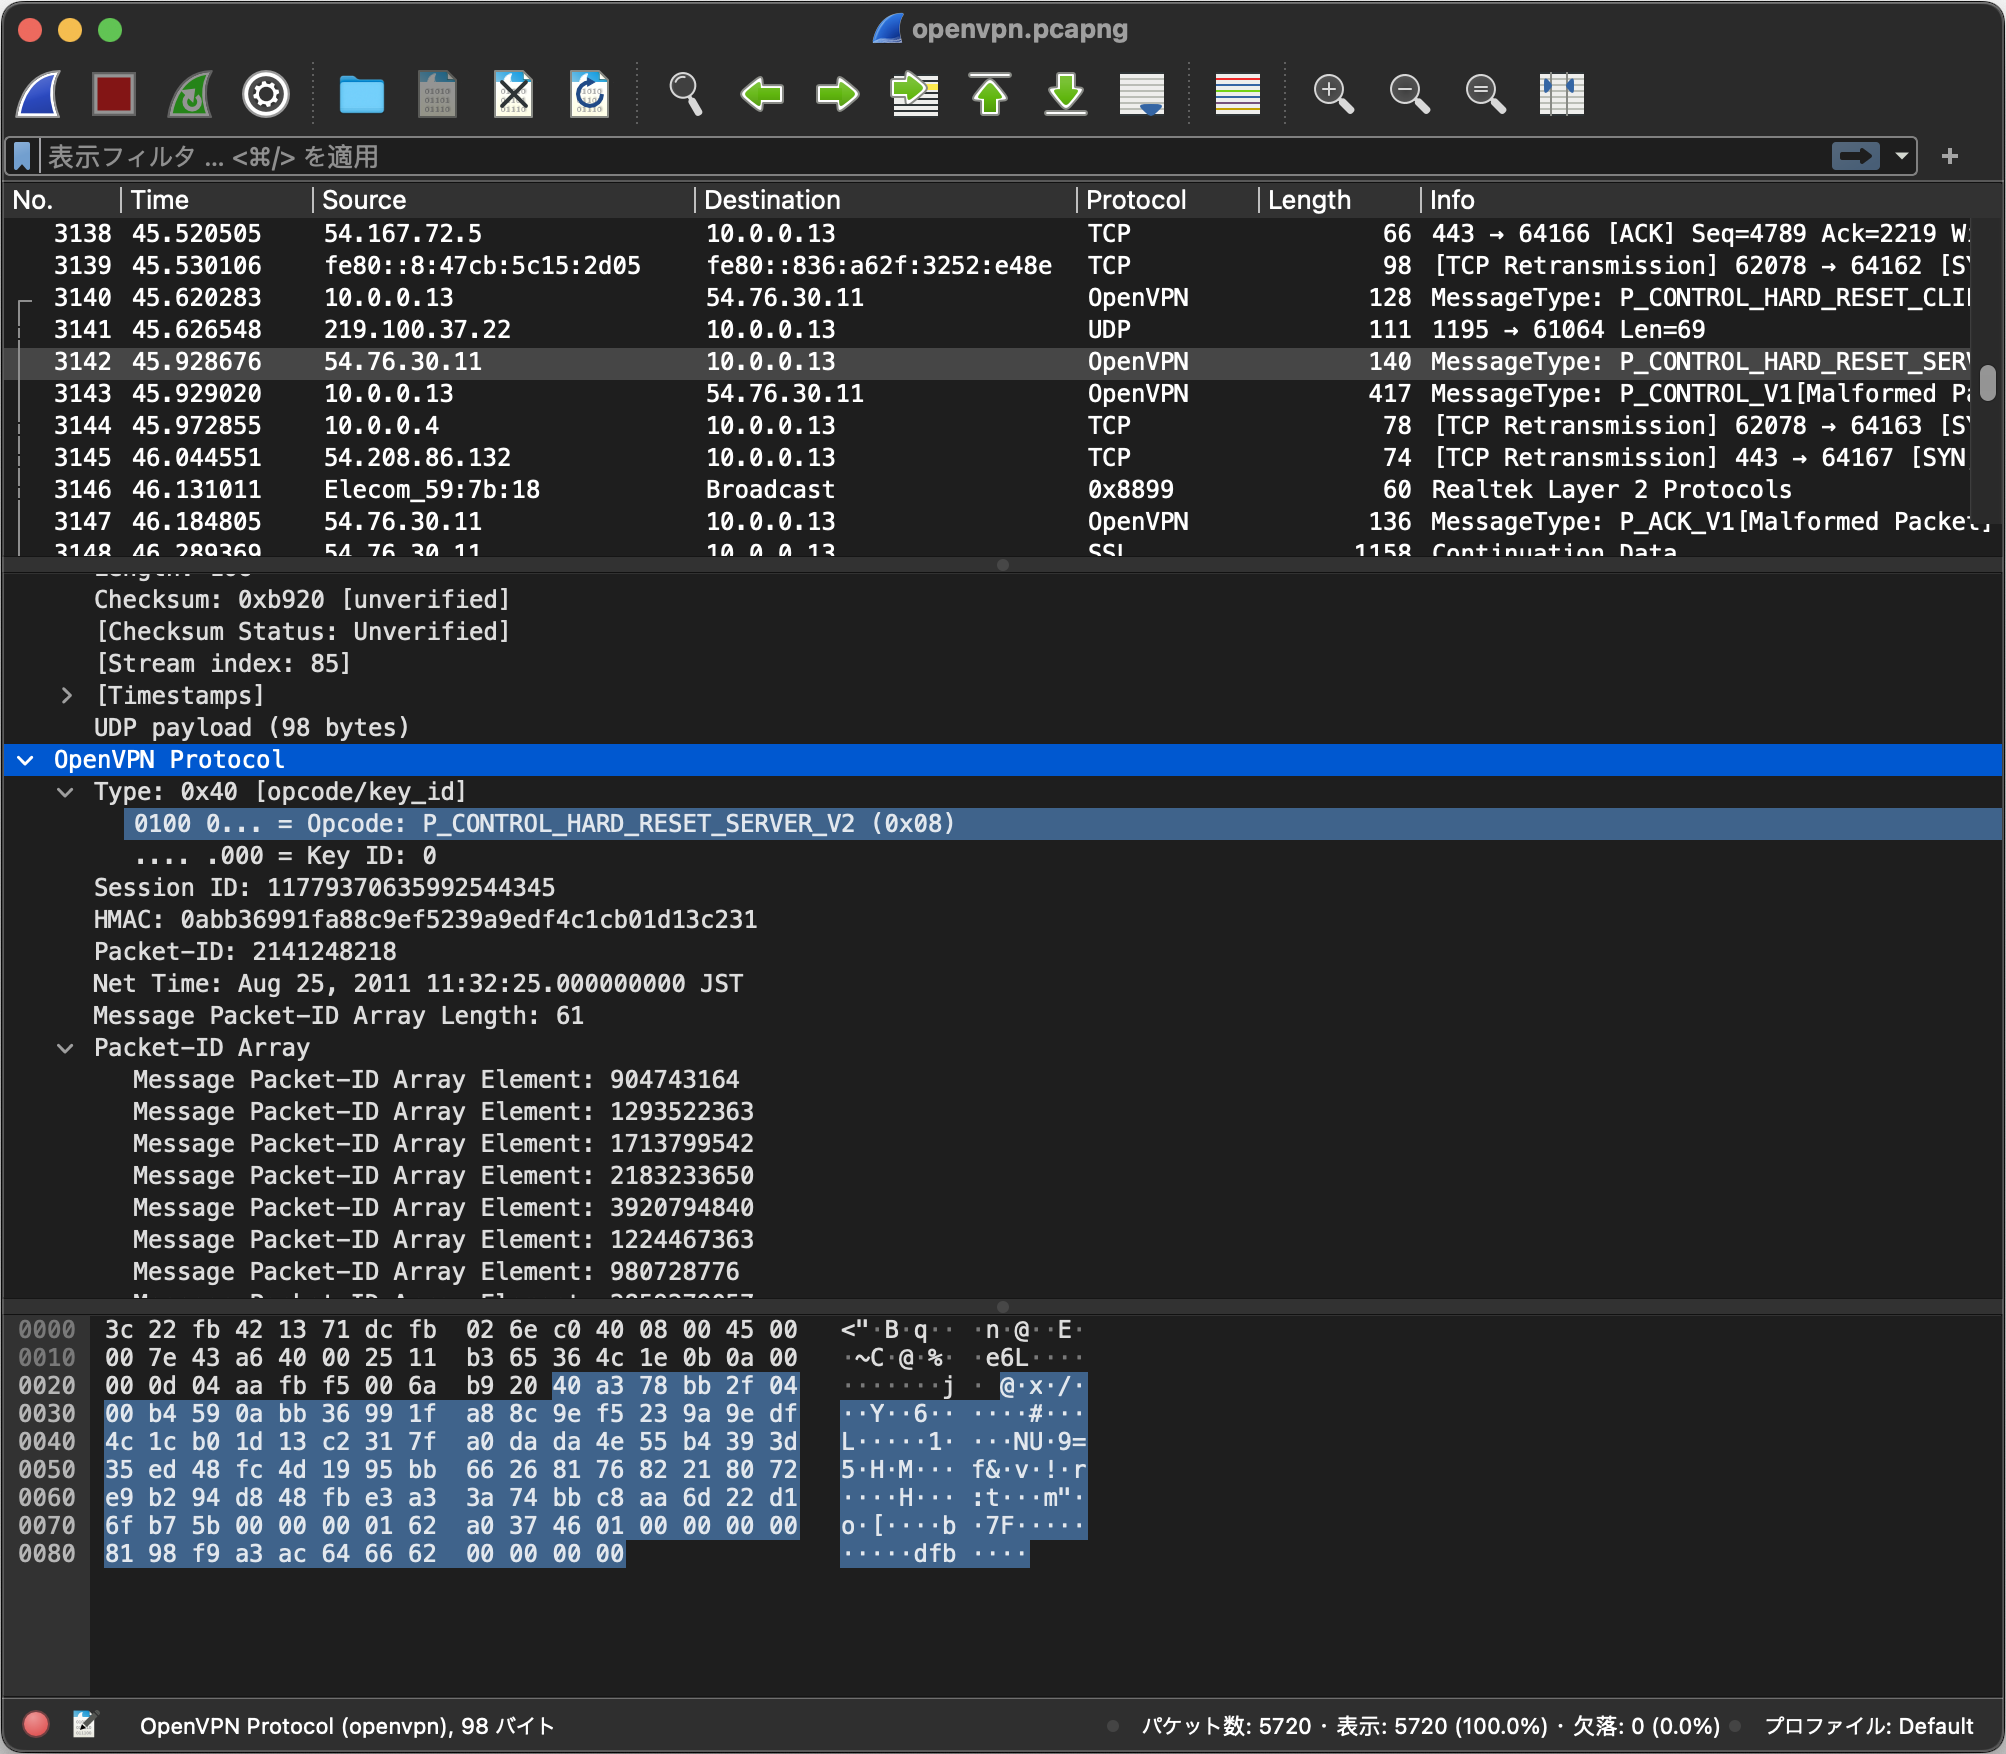 openvpn.pcapng
表示フィルタ ... <⌘/> を適用
No. Time Source Destination Protocol Length Info
3138 45.520505 54.167.72.5 10.0.0.13 TCP 66 443 → 64166 [ACK] Seq=4789 Ack=2219 Wi
3139 45.530106 fe80::8:47cb:5c15:2d05 fe80::836:a62f:3252:e48e TCP 98 [TCP Retransmission] 62078 → 64162 [SY
3140 45.620283 10.0.0.13 54.76.30.11 OpenVPN 128 MessageType: P_CONTROL_HARD_RESET_CLI
3141 45.626548 219.100.37.22 10.0.0.13 UDP 111 1195 → 61064 Len=69
3142 45.928676 54.76.30.11 10.0.0.13 OpenVPN 140 MessageType: P_CONTROL_HARD_RESET_SERV
3143 45.929020 10.0.0.13 54.76.30.11 OpenVPN 417 MessageType: P_CONTROL_V1[Malformed Pa
3144 45.972855 10.0.0.4 10.0.0.13 TCP 78 [TCP Retransmission] 62078 → 64163 [SY
3145 46.044551 54.208.86.132 10.0.0.13 TCP 74 [TCP Retransmission] 443 → 64167 [SYN
3146 46.131011 Elecom_59:7b:18 Broadcast 0x8899 60 Realtek Layer 2 Protocols
3147 46.184805 54.76.30.11 10.0.0.13 OpenVPN 136 MessageType: P_ACK_V1[Malformed Packet]
3148 46.289369 54.76.30.11 10.0.0.13 SSL 1158 Continuation Data
Checksum: 0xb920 [unverified]
[Checksum Status: Unverified]
[Stream index: 85]
[Timestamps]
UDP payload (98 bytes)
OpenVPN Protocol
Type: 0x40 [opcode/key_id]
0100 0... = Opcode: P_CONTROL_HARD_RESET_SERVER_V2 (0x08)
.... .000 = Key ID: 0
Session ID: 11779370635992544345
HMAC: 0abb36991fa88c9ef5239a9edf4c1cb01d13c231
Packet-ID: 2141248218
Net Time: Aug 25, 2011 11:32:25.000000000 JST
Message Packet-ID Array Length: 61
Packet-ID Array
Message Packet-ID Array Element: 904743164
Message Packet-ID Array Element: 1293522363
Message Packet-ID Array Element: 1713799542
Message Packet-ID Array Element: 2183233650
Message Packet-ID Array Element: 3920794840
Message Packet-ID Array Element: 1224467363
Message Packet-ID Array Element: 980728776
0000 3c 22 fb 42 13 71 dc fb 02 6e c0 40 08 00 45 00 <"·B·q·· ·n·@··E·
0010 00 7e 43 a6 40 00 25 11 b3 65 36 4c 1e 0b 0a 00 ·~C·@·%· ·e6L····
0020 00 0d 04 aa fb f5 00 6a b9 20 40 a3 78 bb 2f 04 ·······j · @·x·/·
0030 00 b4 59 0a bb 36 99 1f a8 8c 9e f5 23 9a 9e df ··Y··6·· ····#···
0040 4c 1c b0 1d 13 c2 31 7f a0 da da 4e 55 b4 39 3d L·····1· ···NU·9=
0050 35 ed 48 fc 4d 19 95 bb 66 26 81 76 82 21 80 72 5·H·M··· f&·v·!·r
0060 e9 b2 94 d8 48 fb e3 a3 3a 74 bb c8 aa 6d 22 d1 ····H··· :t···m"·
0070 6f b7 5b 00 00 00 01 62 a0 37 46 01 00 00 00 00 o·[····b ·7F·····
0080 81 98 f9 a3 ac 64 66 62 00 00 00 00 ·····dfb ····
OpenVPN Protocol (openvpn), 98 バイト パケット数: 5720 · 表示: 5720 (100.0%) · 欠落: 0 (0.0%) プロファイル: Default